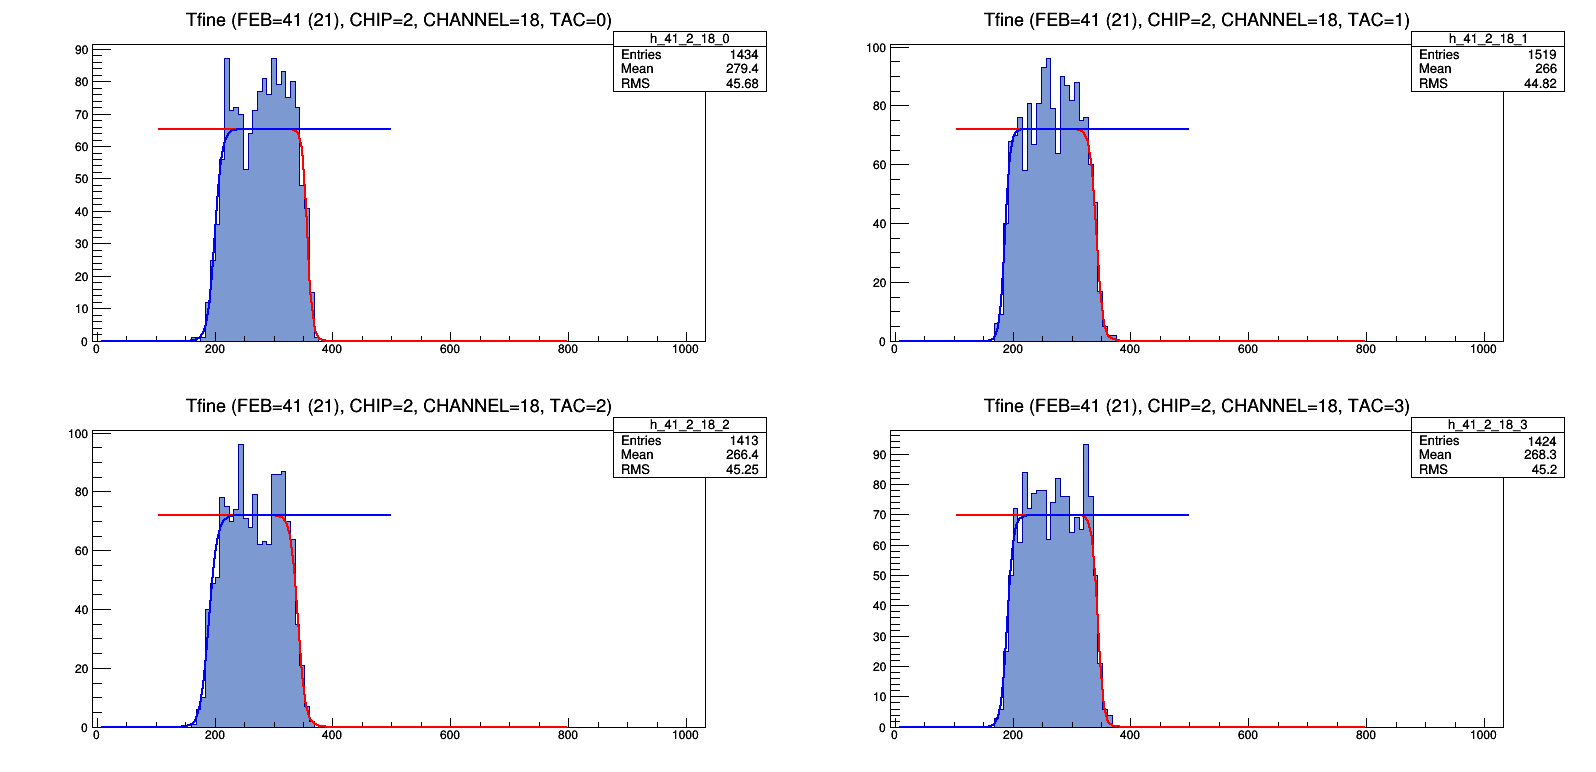 Tfine (FEB=41 (21), CHIP=2, CHANNEL=18, TAC=0)
h_41_2_18_0
Entries 1434
Mean 279.4
RMS 45.68
90
80
70
60
50
40
30
20
10
0
0 200 400 600 800 1000
Tfine (FEB=41 (21), CHIP=2, CHANNEL=18, TAC=1)
h_41_2_18_1
Entries 1519
Mean 266
RMS 44.82
100
80
60
40
20
0
0 200 400 600 800 1000
Tfine (FEB=41 (21), CHIP=2, CHANNEL=18, TAC=2)
h_41_2_18_2
Entries 1413
Mean 266.4
RMS 45.25
100
80
60
40
20
0
0 200 400 600 800 1000
Tfine (FEB=41 (21), CHIP=2, CHANNEL=18, TAC=3)
h_41_2_18_3
Entries 1424
Mean 268.3
RMS 45.2
90
80
70
60
50
40
30
20
10
0
0 200 400 600 800 1000